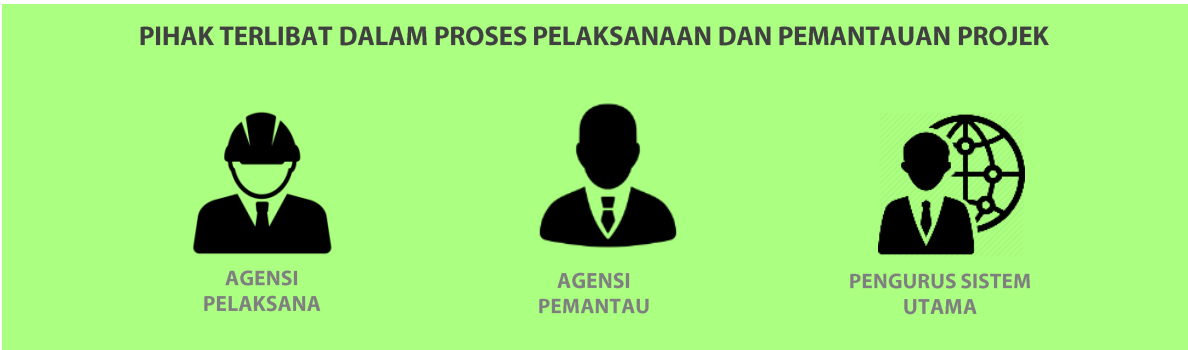 PIHAK TERLIBAT DALAM PROSES PELAKSANAAN DAN PEMANTAUAN PROJEK
AGENSI
PELAKSANA
AGENSI
PEMANTAU
PENGURUS SISTEM
UTAMA